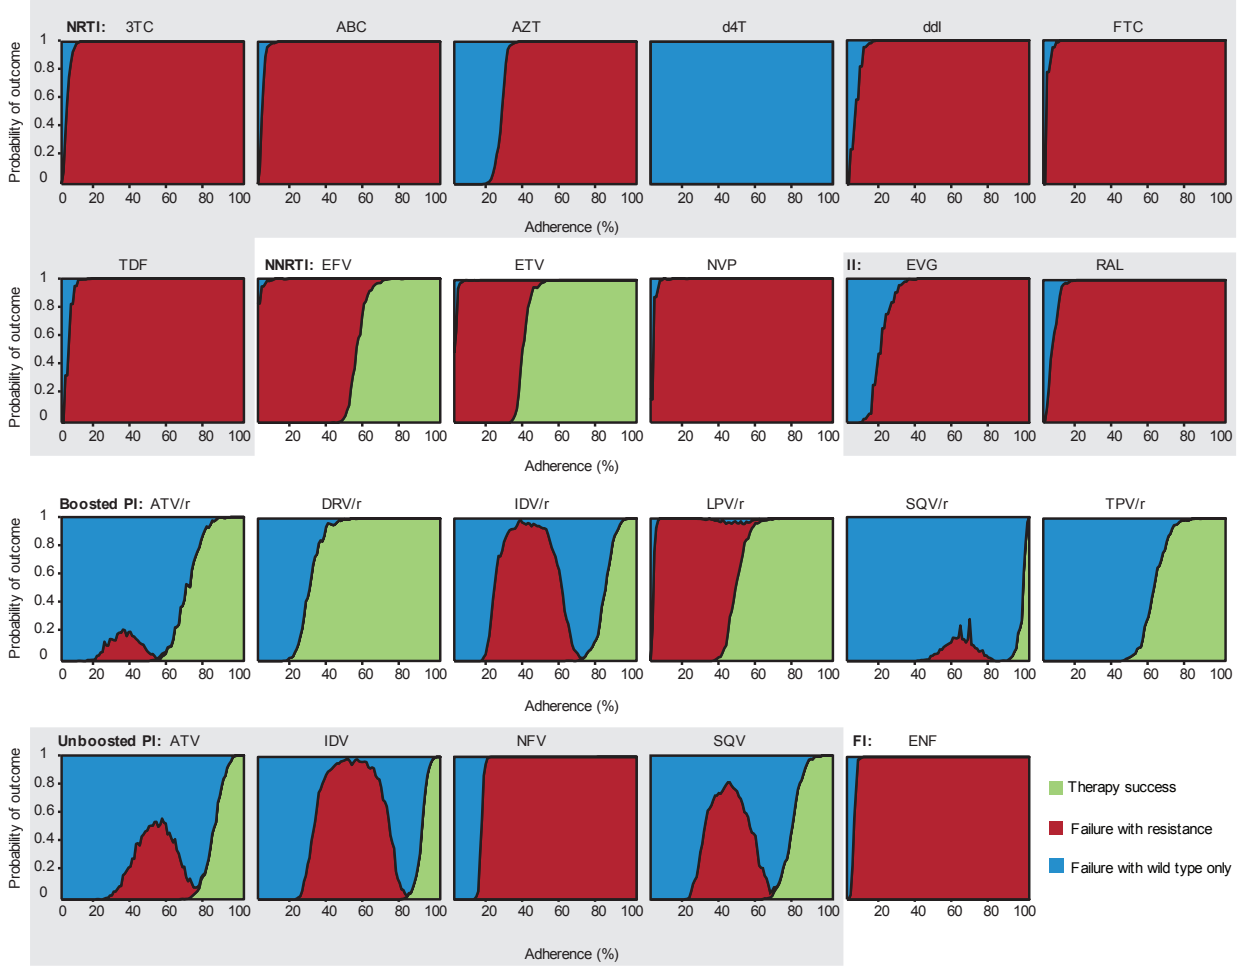 NRTI: 3TC ABC AZT d4T ddI FTC
Probability of outcome
1
0.8
0.6
0.4
0.2
0
0 20 40 60 80 100 20 40 60 80 100 20 40 60 80 100 20 40 60 80 100 20 40 60 80 100 20 40 60 80 100
Adherence (%)
TDF NNRTI: EFV ETV NVP II: EVG RAL
Probability of outcome
1
0.8
0.6
0.4
0.2
0
0 20 40 60 80 100 20 40 60 80 100 20 40 60 80 100 20 40 60 80 100 20 40 60 80 100 20 40 60 80 100
Adherence (%)
Boosted PI: ATV/r DRV/r IDV/r LPV/r SQV/r TPV/r
Probability of outcome
1
0.8
0.6
0.4
0.2
0
0 20 40 60 80 100 20 40 60 80 100 20 40 60 80 100 20 40 60 80 100 20 40 60 80 100 20 40 60 80 100
Adherence (%)
Unboosted PI: ATV IDV NFV SQV FI: ENF
Probability of outcome
1
0.8
0.6
0.4
0.2
0
0 20 40 60 80 100 20 40 60 80 100 20 40 60 80 100 20 40 60 80 100 20 40 60 80 100
Adherence (%)
Therapy success
Failure with resistance
Failure with wild type only